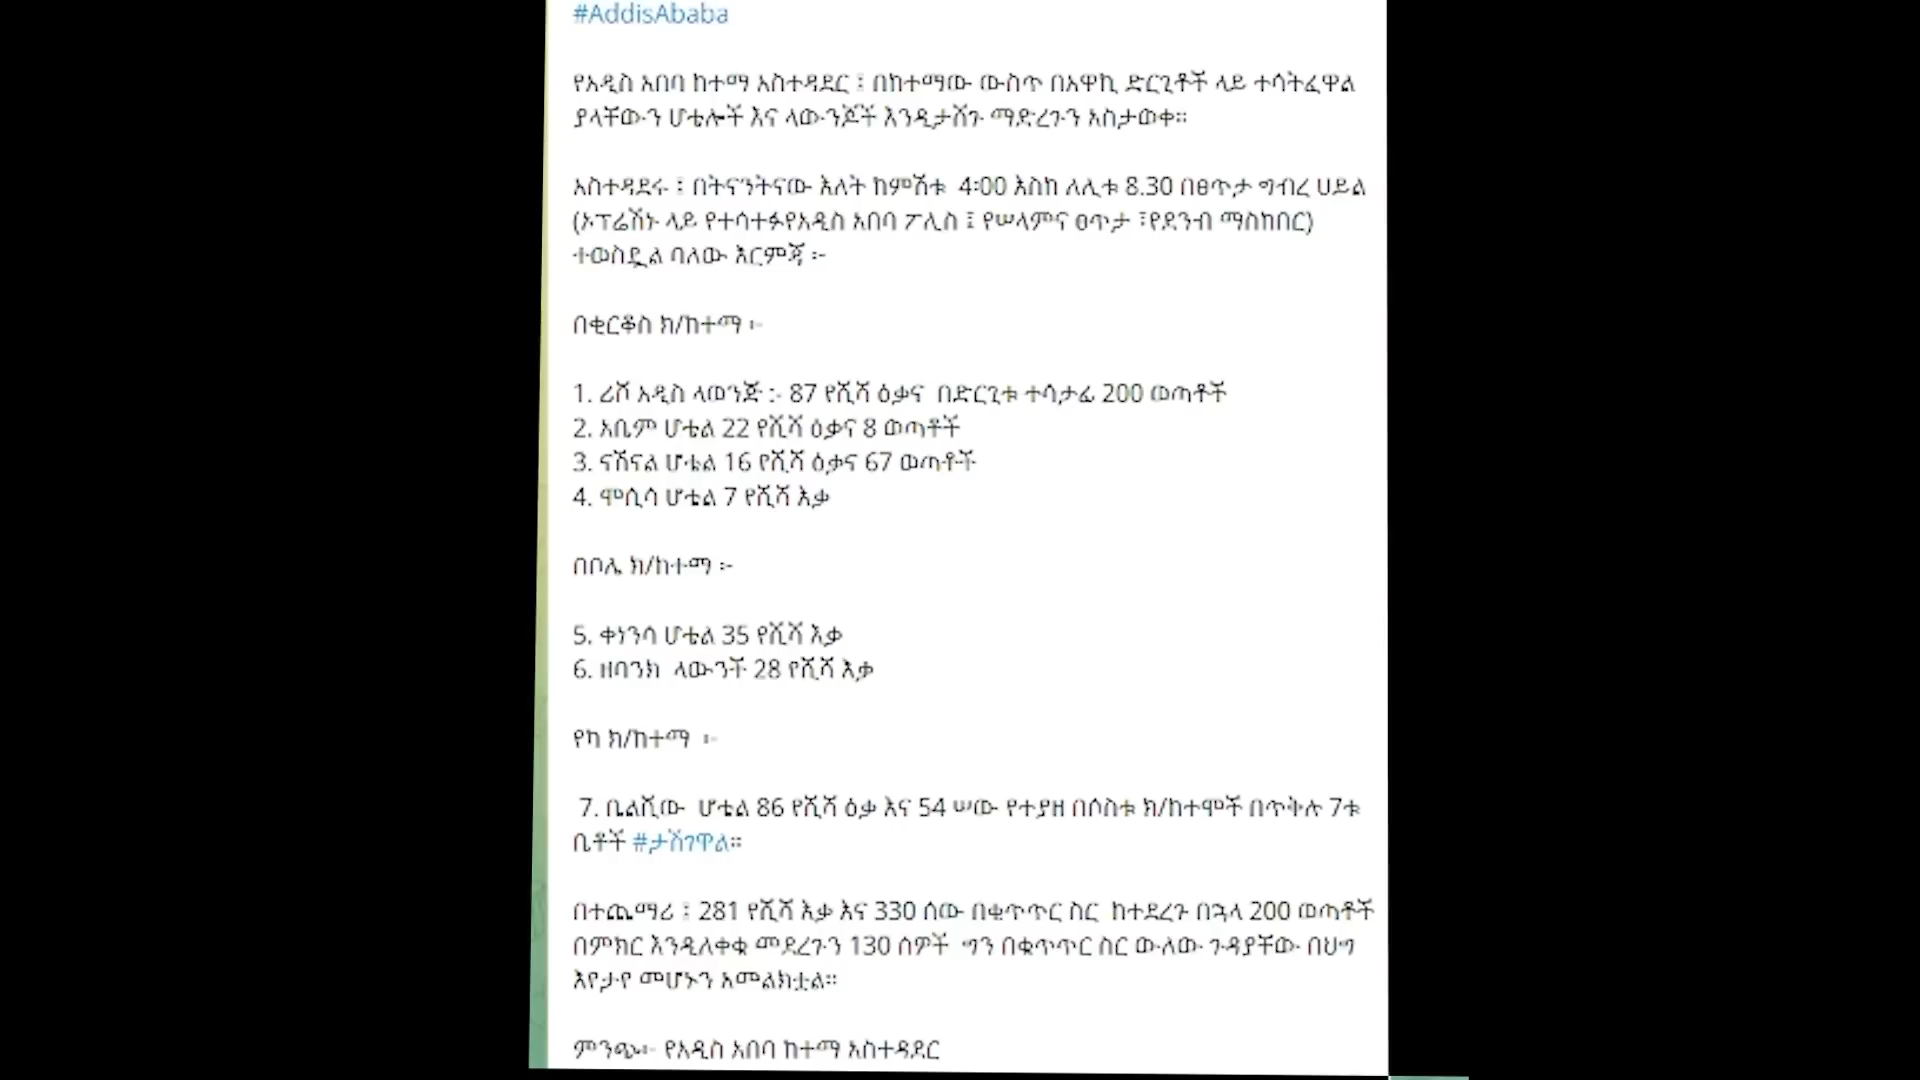 #AddisAbaba
የአዲስ አበባ ከተማ አስተዳደር ፤ በከተማው ውስጥ በአዋኪ ድርጊቶች ላይ ተሳትፈዋል
ያላቸውን ሆቴሎች እና ላውንጆች እንዲታሸጉ ማድረጉን አስታወቀ።
አስተዳደሩ ፤ በትናንትናው እለት ከምሽቱ 4፡00 እስከ ለሊቱ 8.30 በፀጥታ ግብረ ሀይል
(ኦፕሬሽኑ ላይ የተሳተፉየአዲስ አበባ ፖሊስ ፤ የሠላምና ፀጥታ ፣የደንብ ማስከበር)
ተወስዷል ባለው እርምጃ ፦
በቂርቆስ ክ/ከተማ ፦
1. ሪሾ አዲስ ላወንጅ :- 87 የሺሻ ዕቃና በድርጊቱ ተሳታፊ 200 ወጣቶች
2. አቤም ሆቴል 22 የሺሻ ዕቃና 8 ወጣቶች
3. ናሽናል ሆቴል 16 የሺሻ ዕቃና 67 ወጣቶች
4. ሞሲሳ ሆቴል 7 የሺሻ እቃ
በቦሌ ክ/ከተማ ፦
5. ቀነንሳ ሆቴል 35 የሺሻ እቃ
6. ዘባንክ ላውንች 28 የሺሻ እቃ
የካ ክ/ከተማ ፦
7. ቤልቪው ሆቴል 86 የሺሻ ዕቃ እና 54 ሠው የተያዘ በሶስቱ ክ/ከተሞች በጥቅሉ 7ቱ
ቤቶች #ታሽገዋል።
በተጨማሪ ፤ 281 የሺሻ እቃ እና 330 ሰው በቁጥጥር ስር ከተደረጉ በኋላ 200 ወጣቶች
በምክር እንዲለቀቁ መደረጉን 130 ሰዎች ግን በቁጥጥር ስር ውለው ጉዳያቸው በህግ
እየታየ መሆኑን አመልክቷል።
ምንጭ፦ የአዲስ አበባ ከተማ አስተዳደር